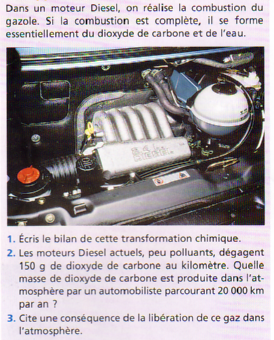 Dans un moteur Diesel, on réalise la combustion du
gazole. Si la combustion est complète, il se forme
essentiellement du dioxyde de carbone et de l'eau.
1. Écris le bilan de cette transformation chimique.
2. Les moteurs Diesel actuels, peu polluants, dégagent
150 g de dioxyde de carbone au kilomètre. Quelle
masse de dioxyde de carbone est produite dans l'at-
mosphère par un automobiliste parcourant 20 000 km
par an ?
3. Cite une conséquence de la libération de ce gaz dans
l'atmosphère.